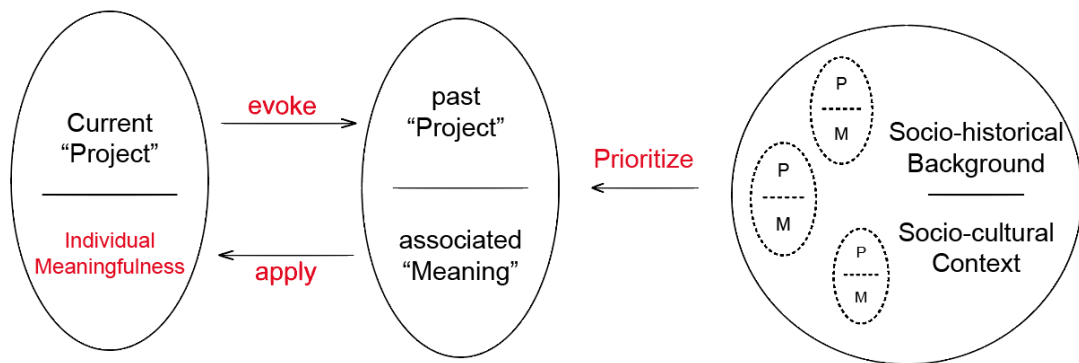 Current
“Project”
Individual
Meaningfulness
evoke
apply
past
“Project”
associated
“Meaning”
Prioritize
P
M
P
M
P
M
Socio-historical
Background
Socio-cultural
Context